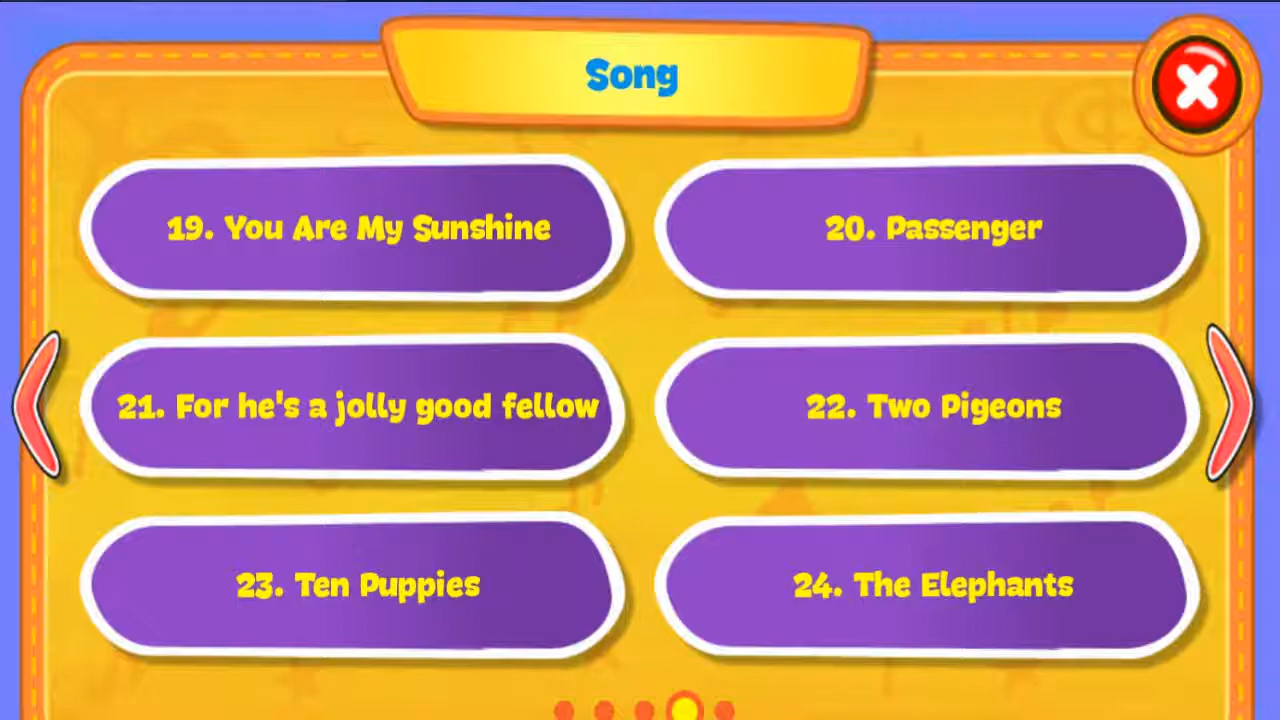 Song
19. You Are My Sunshine
20. Passenger
21. For he's a jolly good fellow
22. Two Pigeons
23. Ten Puppies
24. The Elephants